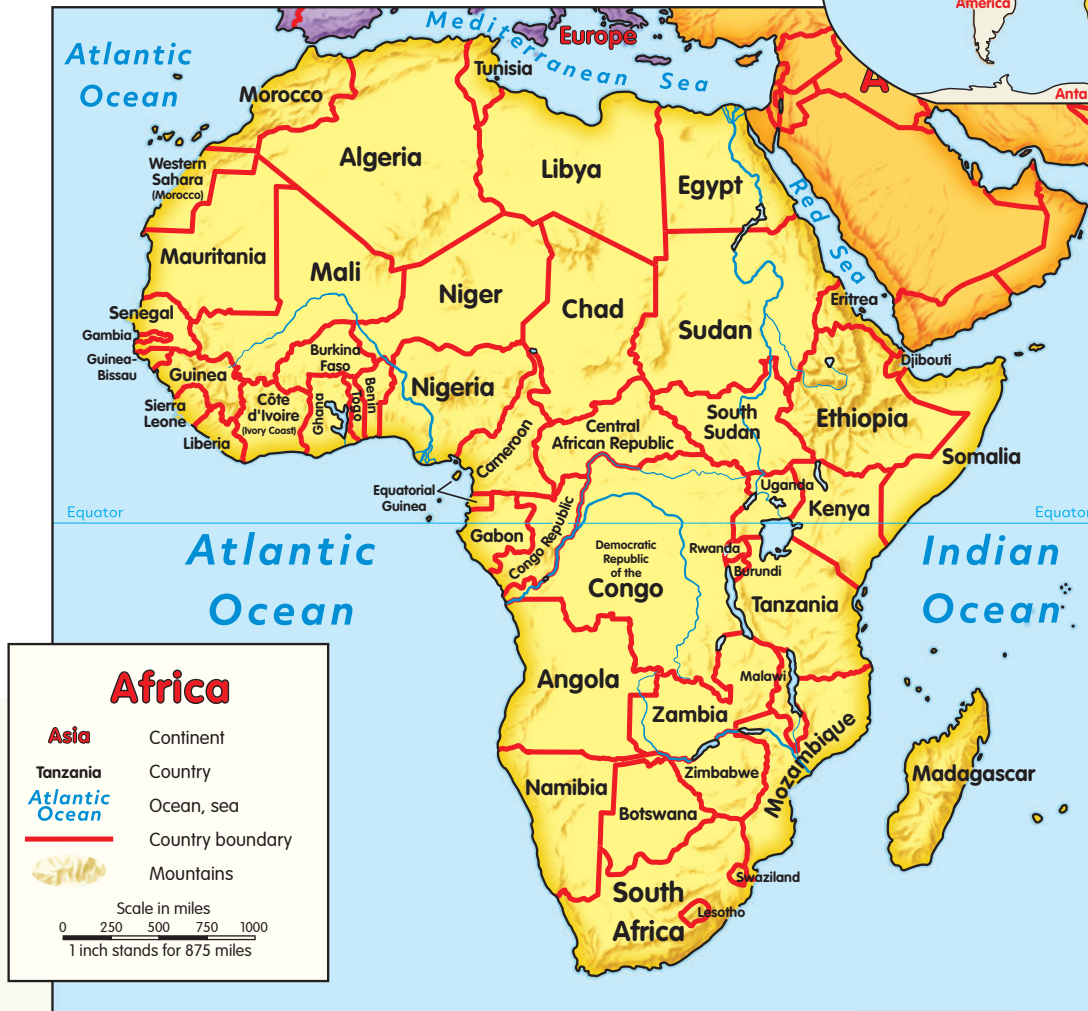 America
Anta
Atlantic
Ocean
Mediterranean Sea
Europe
A
Tunisia
Morocco
Algeria
Libya
Egypt
Western
Sahara
(Morocco)
Red Sea
Mauritania
Mali
Niger
Chad
Sudan
Eritrea
Senegal
Gambia
Guinea-
Bissau
Guinea
Burkina
Faso
Djibouti
Sierra
Leone
Liberia
Côte
d'Ivoire
(Ivory Coast)
Ghana
Togo
Benin
Nigeria
Cameroon
Central
African Republic
South
Sudan
Ethiopia
Somalia
Equatorial
Guinea
Uganda
Kenya
Equator
Equator
Gabon
Congo Republic
Democratic
Republic
of the
Congo
Rwanda
Burundi
Tanzania
Atlantic
Ocean
Indian
Ocean
Angola
Malawi
Zambia
Mozambique
Madagascar
Namibia
Zimbabwe
Botswana
Swaziland
South
Africa
Lesotho
Africa
Asia Continent
Tanzania Country
Atlantic
Ocean
Ocean, sea
Country boundary
Mountains
Scale in miles
0 250 500 750 1000
1 inch stands for 875 miles